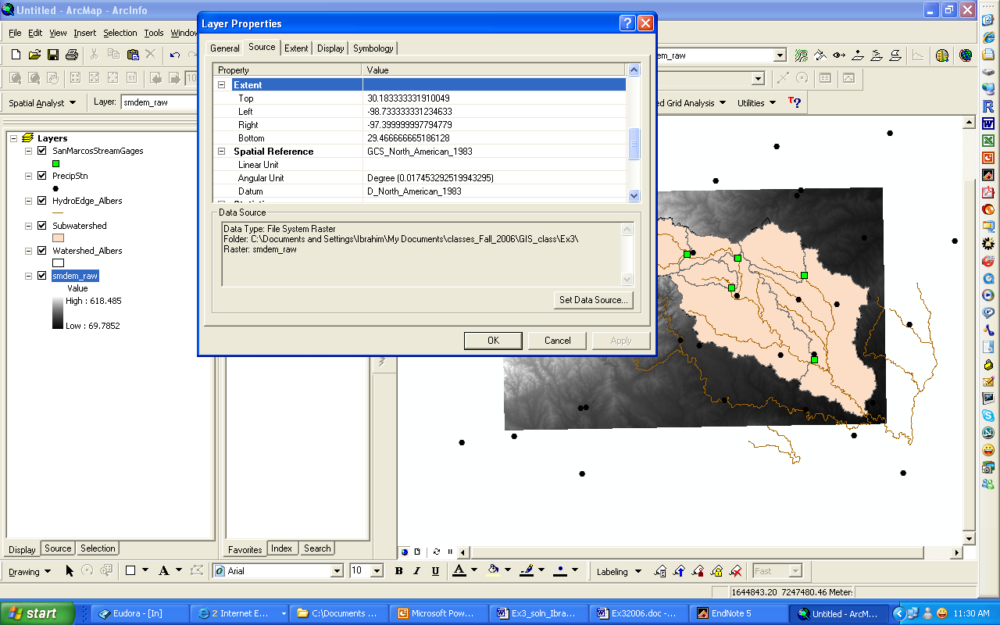 Untitled - ArcMap - ArcInfo
File Edit View Insert Selection Tools Window
Spatial Analyst Layer: smdem_raw
Layers
SanMarcosStreamGages
PrecipStn
HydroEdge_Albers
Subwatershed
Watershed_Albers
smdem_raw
Value
High : 618.485
Low : 69.7852
Display Source Selection
Favorites Index Search
Layer Properties
General Source Extent Display Symbology
Property Value
Extent
Top 30.183333331910049
Left -98.733333331234633
Right -97.399999997794779
Bottom 29.466666665186128
Spatial Reference GCS_North_American_1983
Linear Unit
Angular Unit Degree (0.017453292519943295)
Datum D_North_American_1983
Data Source
Data Type: File System Raster
Folder: C:\Documents and Settings\Ibrahim\My Documents\classes_Fall_2006\GIS_class\Ex3\
Raster: smdem_raw
Set Data Source...
OK Cancel Apply
em_raw
ed Grid Analysis Utilities
Drawing A Arial 10 B I U A Labeling Fast
1644843.20 7247480.46 Meters
start Eudora - [In] 2 Internet E... C:\Documents ... Microsoft Pow... Ex3_soln_Ibra... Ex32006.doc -... EndNote 5 Untitled - ArcM... 11:30 AM